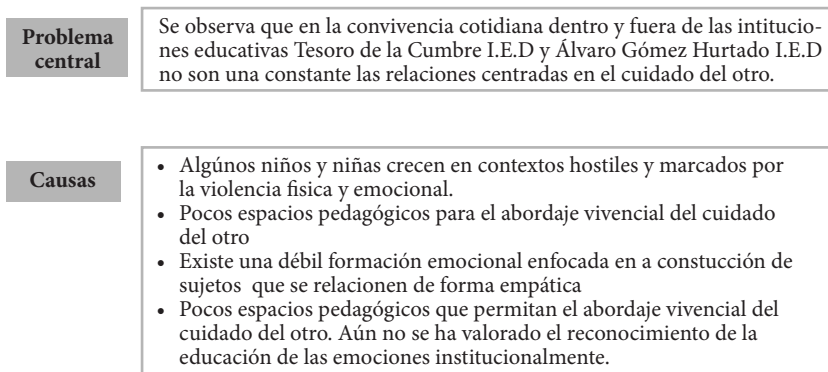 Problema
central
Se observa que en la convivencia cotidiana dentro y fuera de las intitucio-
nes educativas Tesoro de la Cumbre I.E.D y Álvaro Gómez Hurtado I.E.D
no son una constante las relaciones centradas en el cuidado del otro.
Causas
• Algúnos niños y niñas crecen en contextos hostiles y marcados por
la violencia fisica y emocional.
• Pocos espacios pedagógicos para el abordaje vivencial del cuidado
del otro
• Existe una débil formación emocional enfocada en a constucción de
sujetos que se relacionen de forma empática
• Pocos espacios pedagógicos que permitan el abordaje vivencial del
cuidado del otro. Aún no se ha valorado el reconocimiento de la
educación de las emociones institucionalmente.